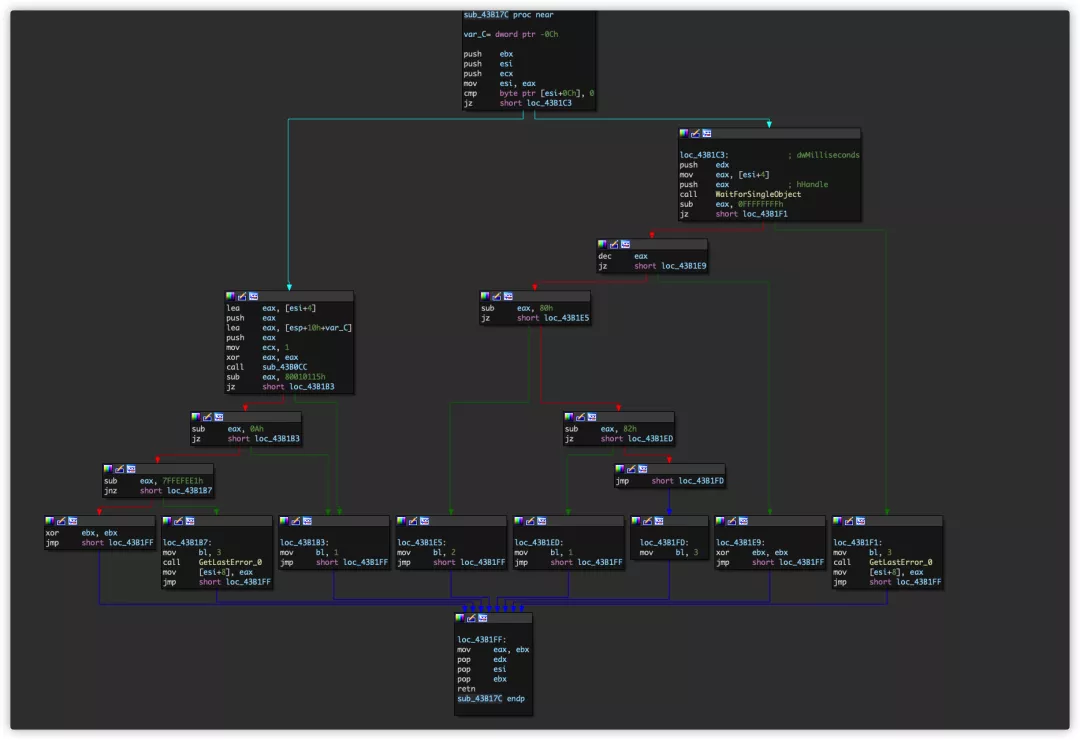 sub_43B17C proc near
var_C= dword ptr -0Ch
push ebx
push esi
push ecx
mov esi, eax
cmp byte ptr [esi+0Ch], 0
jz short loc_43B1C3
loc_43B1C3: ; dwMilliseconds
push edx
mov eax, [esi+4]
push eax ; hHandle
call WaitForSingleObject
sub eax, 0FFFFFFFFh
jz short loc_43B1F1
dec eax
jz short loc_43B1E9
lea eax, [esi+4]
push eax
lea eax, [esp+10h+var_C]
push eax
mov ecx, 1
xor eax, eax
call sub_43B0CC
sub eax, 80010115h
jz short loc_43B1B3
sub eax, 80h
jz short loc_43B1E5
sub eax, 0Ah
jz short loc_43B1B3
sub eax, 82h
jz short loc_43B1ED
sub eax, 7FFEFEE1h
jnz short loc_43B1B7
jmp short loc_43B1FD
xor ebx, ebx
jmp short loc_43B1FF
loc_43B1B7:
mov bl, 3
call GetLastError_0
mov [esi+8], eax
jmp short loc_43B1FF
loc_43B1B3:
mov bl, 1
jmp short loc_43B1FF
loc_43B1E5:
mov bl, 2
jmp short loc_43B1FF
loc_43B1ED:
mov bl, 1
jmp short loc_43B1FF
loc_43B1FD:
mov bl, 3
loc_43B1E9:
xor ebx, ebx
jmp short loc_43B1FF
loc_43B1F1:
mov bl, 3
call GetLastError_0
mov [esi+8], eax
jmp short loc_43B1FF
loc_43B1FF:
mov eax, ebx
pop edx
pop esi
pop ebx
retn
sub_43B17C endp